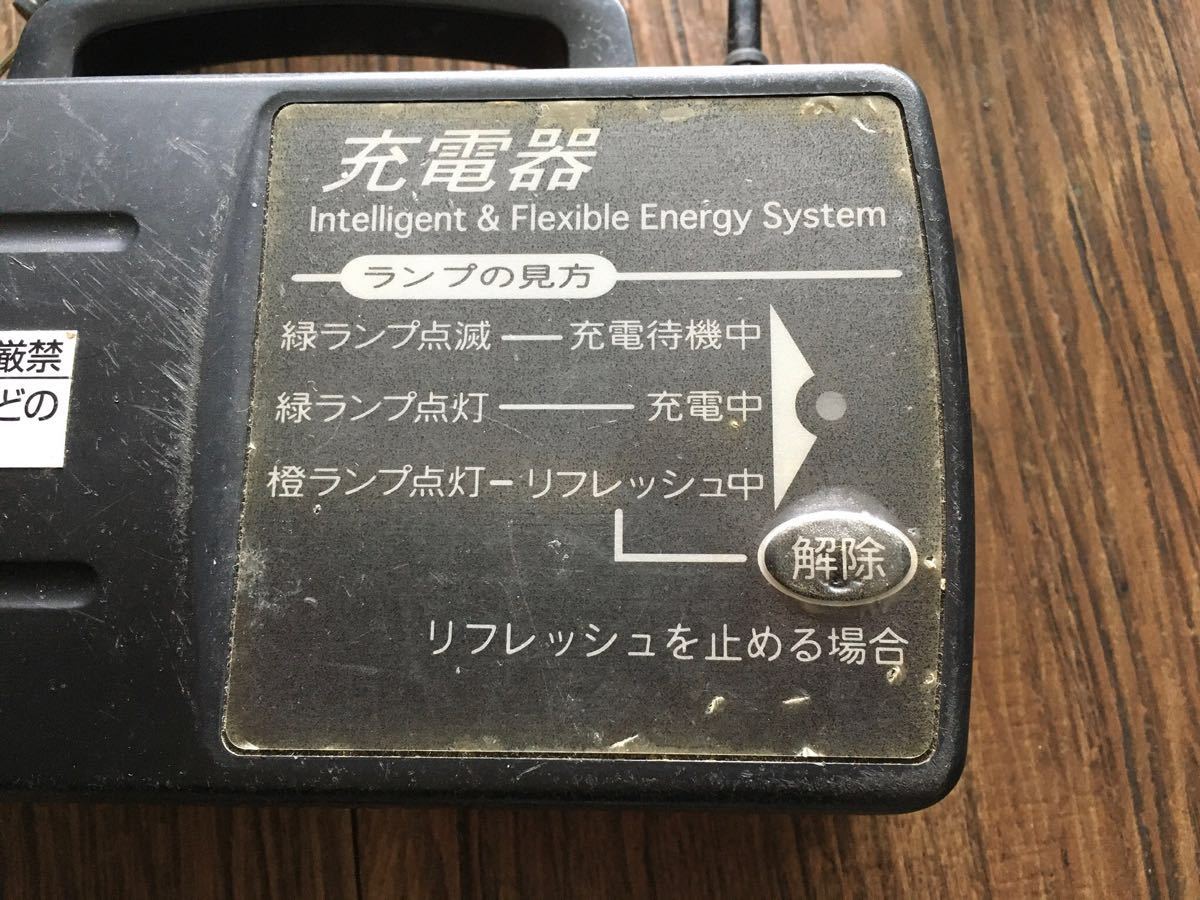 充電器
Intelligent & Flexible Energy System
ランプの見方
緑ランプ点滅 — 充電待機中
緑ランプ点灯 — 充電中
橙ランプ点灯 - リフレッシュ中
解除
リフレッシュを止める場合
厳禁
どの